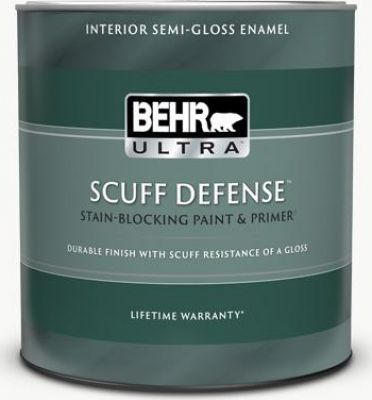 INTERIOR SEMI-GLOSS ENAMEL
BEHR
ULTRA™
SCUFF DEFENSE™
STAIN-BLOCKING PAINT & PRIMER◊
DURABLE FINISH WITH SCUFF RESISTANCE OF A GLOSS
LIFETIME WARRANTY*